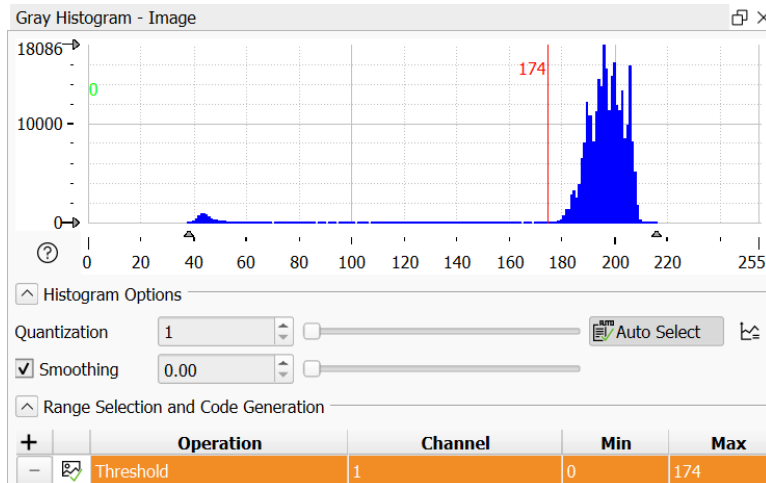 Gray Histogram - Image
18086
174
0
10000
0
0 20 40 60 80 100 120 140 160 180 200 220 255
Histogram Options
Quantization 1 AUTO Auto Select
Smoothing 0.00
Range Selection and Code Generation
+ Operation Channel Min Max
− Threshold 1 0 174